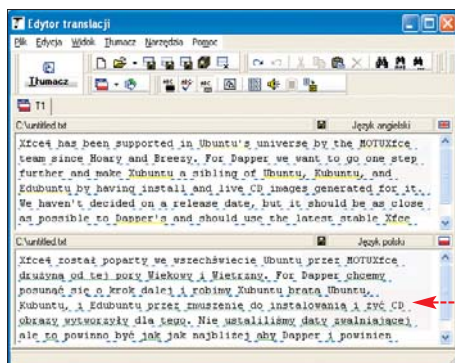 Edytor translacji
Plik Edycja Widok Tłumacz Narzędzia Pomoc
Tłumacz
T1
C:\untitled.txt Język angielski
Xfce4 has been supported in Ubuntu's universe by the MOTUXfce
team since Hoary and Breezy. For Dapper we want to go one step
further and make Xubuntu a sibling of Ubuntu, Kubuntu, and
Edubuntu by having install and live CD images generated for it.
We haven't decided on a release date, but it should be as close
as possible to Dapper's and should use the latest stable Xfce
C:\untitled.txt Język polski
Xfce4 został poparty we wszechświecie Ubuntu przez MOTUXfce
drużyna od tej pory Wiekowy i Wietrzny. For Dapper chcemy
posunąć się o krok dalej i robimy Xubuntu brata Ubuntu,
Kubuntu, i Edubuntu przez zmuszenie do instalowania i żyć CD
obrazy wytworzyły dla tego. Nie ustaliliśmy daty zwalniającej
ale to powinno być jak jak najbliżej aby Dapper i powinien